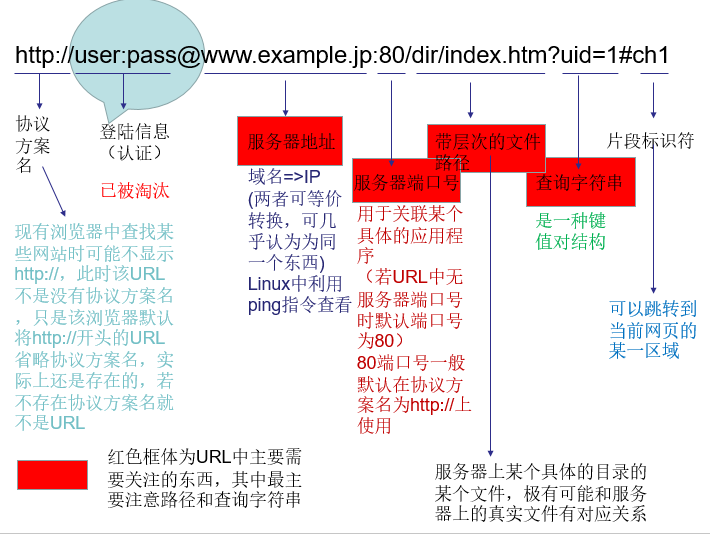 http://user:pass@www.example.jp:80/dir/index.htm?uid=1#ch1
协议
方案
名
登陆信息
（认证）
已被淘汰
服务器地址
带层次的文件
路径
片段标识符
服务器端口号
查询字符串
域名=>IP
(两者可等价
转换，可几
乎认为为同
一个东西)
Linux中利用
ping指令查看
用于关联某个
具体的应用程
序
（若URL中无
服务器端口号
时默认端口号
为80）
80端口号一般
默认在协议方
案名为http://上
使用
是一种键
值对结构
现有浏览器中查找某
些网站时可能不显示
http://，此时该URL
不是没有协议方案名
，只是该浏览器默认
将http://开头的URL
省略协议方案名，实
际上还是存在的，若
不存在协议方案名就
不是URL
可以跳转到
当前网页的
某一区域
红色框体为URL中主要需
要关注的东西，其中最主
要注意路径和查询字符串
服务器上某个具体的目录的
某个文件，极有可能和服务
器上的真实文件有对应关系